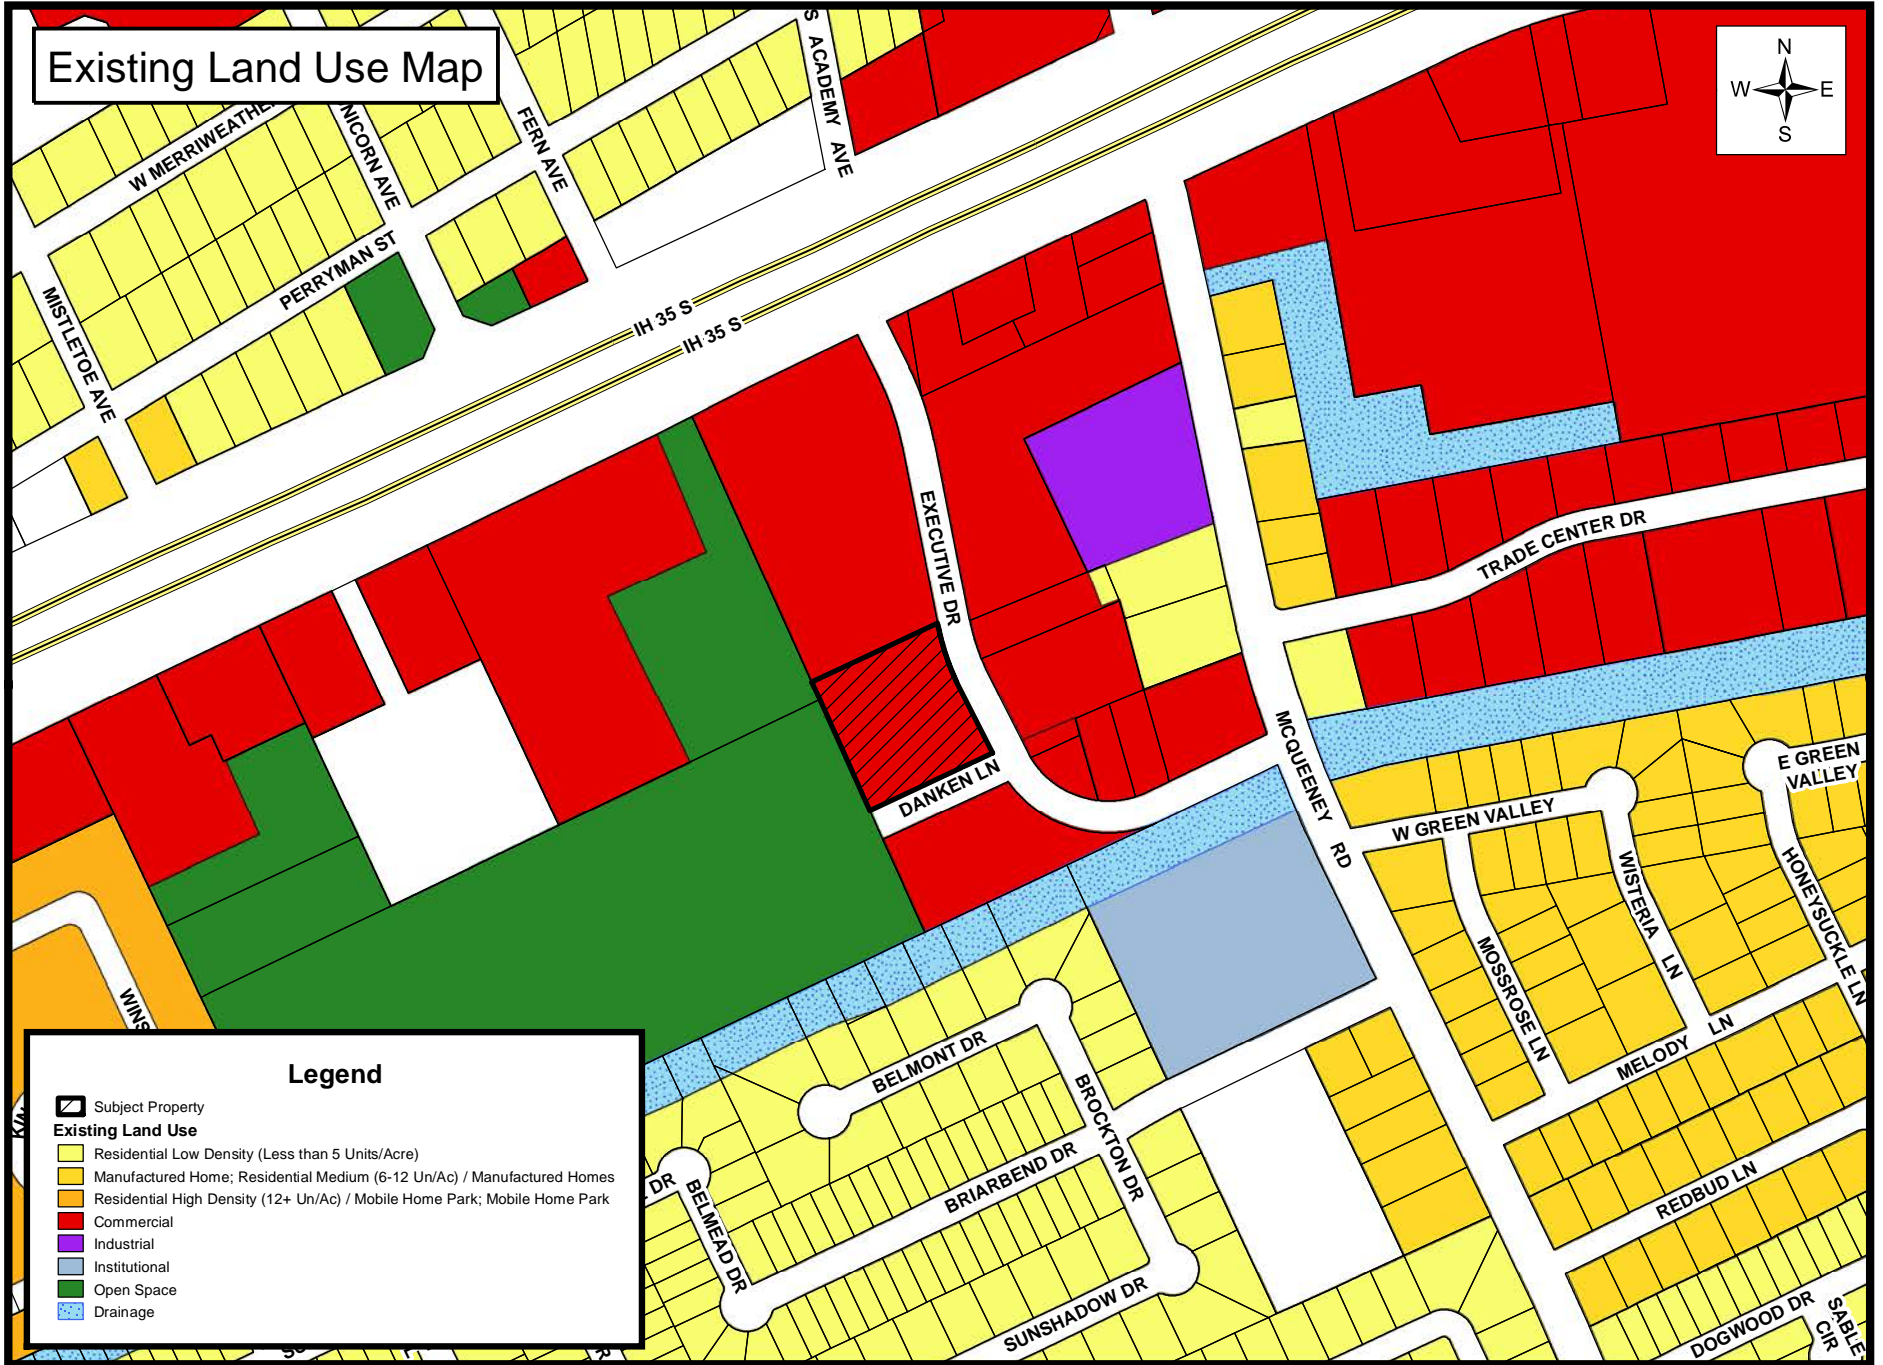 Existing Land Use Map
N
W E
S
S ACADEMY AVE
FERN AVE
W MERRIWEATHE
NICORN AVE
PERRYMAN ST
MISTLETOE AVE
IH 35 S
IH 35 S
EXECUTIVE DR
TRADE CENTER DR
DANKEN LN
MCQUEENEY RD
E GREEN
VALLEY
W GREEN VALLEY
WISTERIA LN
HONEYSUCKLE LN
MOSSROSE LN
MELODY LN
REDBUD LN
DOGWOOD DR
SABLE
CIR
BELMONT DR
BROCKTON DR
BRIARBEND DR
BELMEAD DR
SUNSHADOW DR
DR
WINS
KIN
Legend
Subject Property
Existing Land Use
Residential Low Density (Less than 5 Units/Acre)
Manufactured Home; Residential Medium (6-12 Un/Ac) / Manufactured Homes
Residential High Density (12+ Un/Ac) / Mobile Home Park; Mobile Home Park
Commercial
Industrial
Institutional
Open Space
Drainage